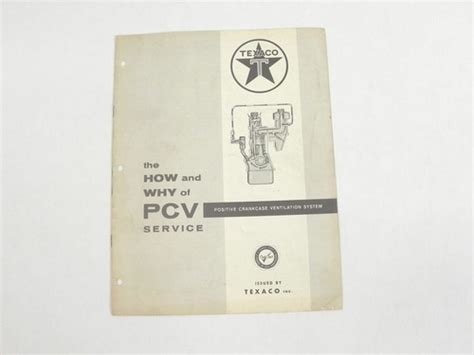 TEXACO
T
the
HOW and
WHY of
PCV
SERVICE
POSITIVE CRANKCASE VENTILATION SYSTEM
ISSUED BY
TEXACO INC.